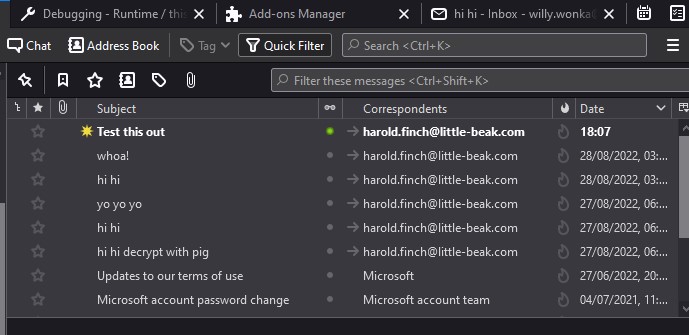 Debugging - Runtime / this
Add-ons Manager
hi hi - Inbox - willy.wonka@
Chat
Address Book
Tag
Quick Filter
Search <Ctrl+K>
Filter these messages <Ctrl+Shift+K>
Subject Correspondents Date
Test this out harold.finch@little-beak.com 18:07
whoa! harold.finch@little-beak.com 28/08/2022, 03:...
hi hi harold.finch@little-beak.com 28/08/2022, 03:...
yo yo yo harold.finch@little-beak.com 27/08/2022, 06:...
hi hi harold.finch@little-beak.com 27/08/2022, 06:...
hi hi decrypt with pig harold.finch@little-beak.com 27/08/2022, 06:...
Updates to our terms of use Microsoft 27/06/2022, 20:...
Microsoft account password change Microsoft account team 04/07/2021, 11:...